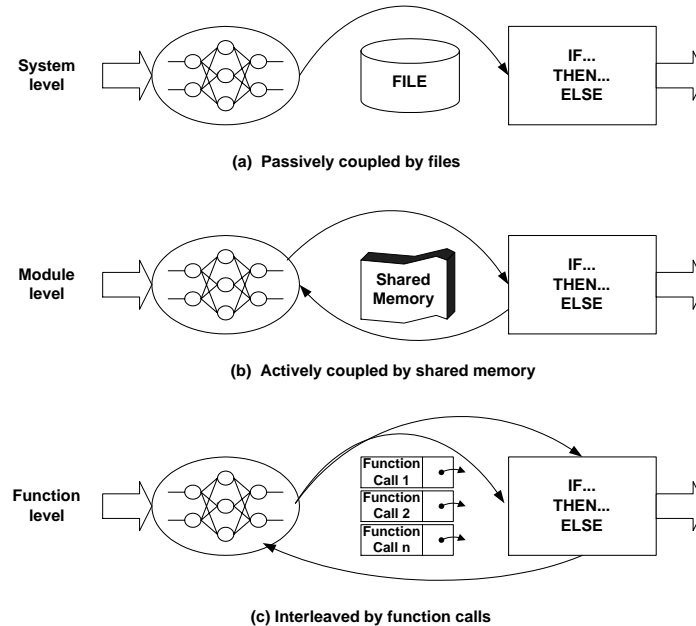 System
level
FILE
IF...
THEN...
ELSE
(a) Passively coupled by files
Module
level
Shared
Memory
IF...
THEN...
ELSE
(b) Actively coupled by shared memory
Function
level
Function
Call 1
Function
Call 2
Function
Call n
IF...
THEN...
ELSE
(c) Interleaved by function calls